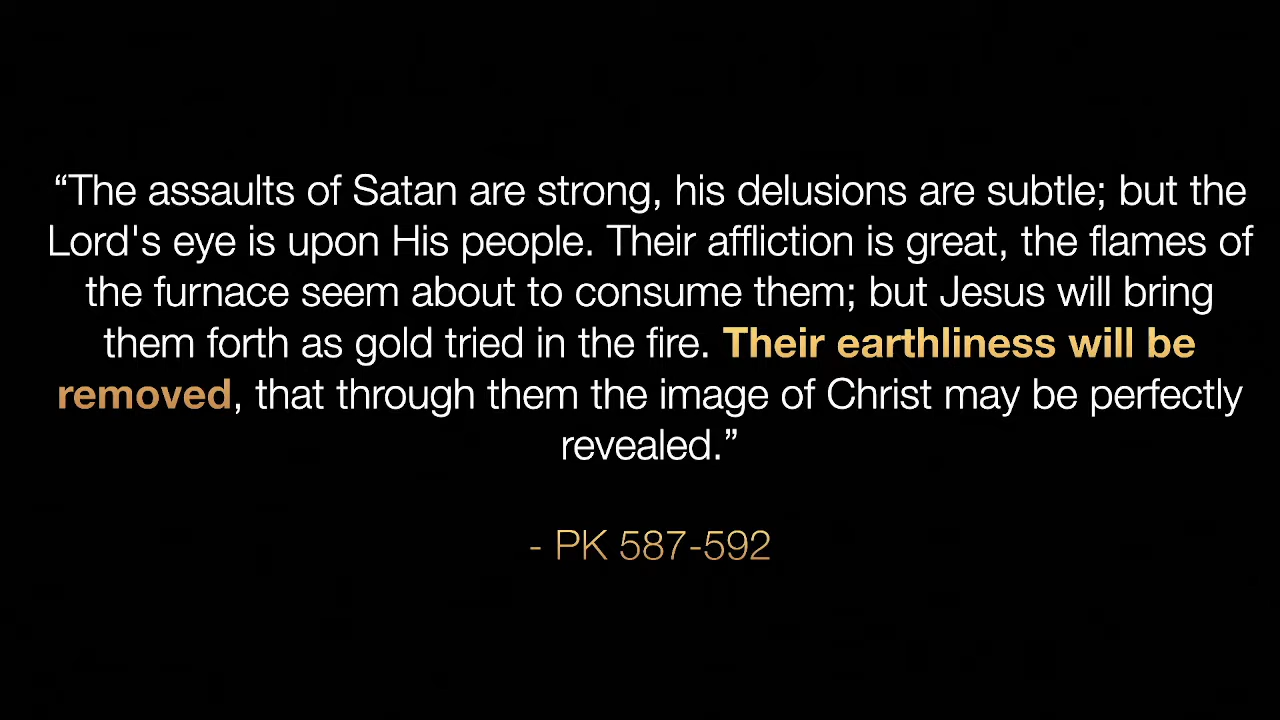 “The assaults of Satan are strong, his delusions are subtle; but the
Lord's eye is upon His people. Their affliction is great, the flames of
the furnace seem about to consume them; but Jesus will bring
them forth as gold tried in the fire. Their earthliness will be
removed, that through them the image of Christ may be perfectly
revealed.”
- PK 587-592